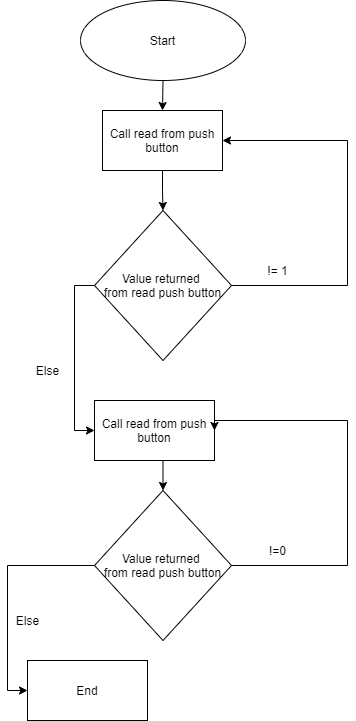 Start
Call read from push
button
Value returned
from read push button
!= 1
Else
Call read from push
button
Value returned
from read push button
!=0
Else
End